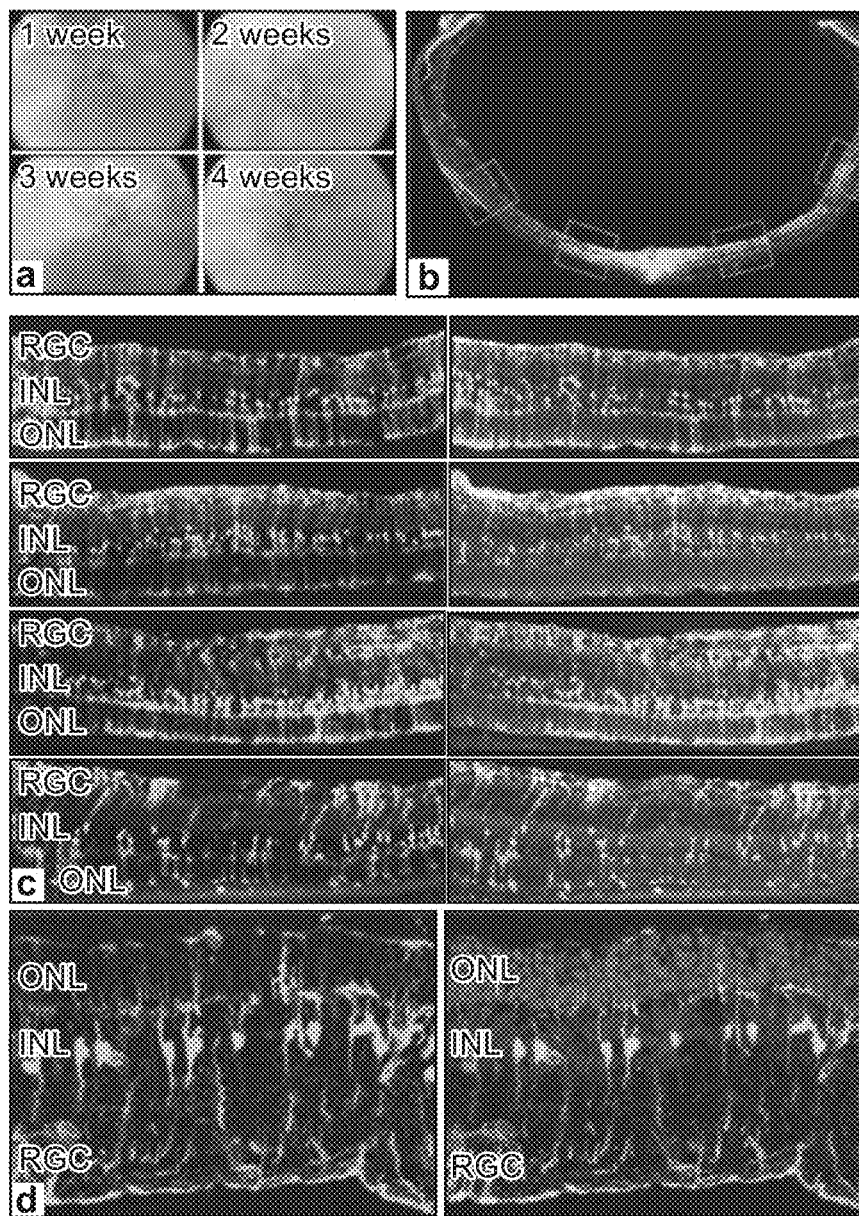 1 week 2 weeks
3 weeks 4 weeks
a b
RGC
INL
ONL
RGC
INL
ONL
RGC
INL
ONL
RGC
INL
c ONL
ONL ONL
INL INL
RGC RGC
d